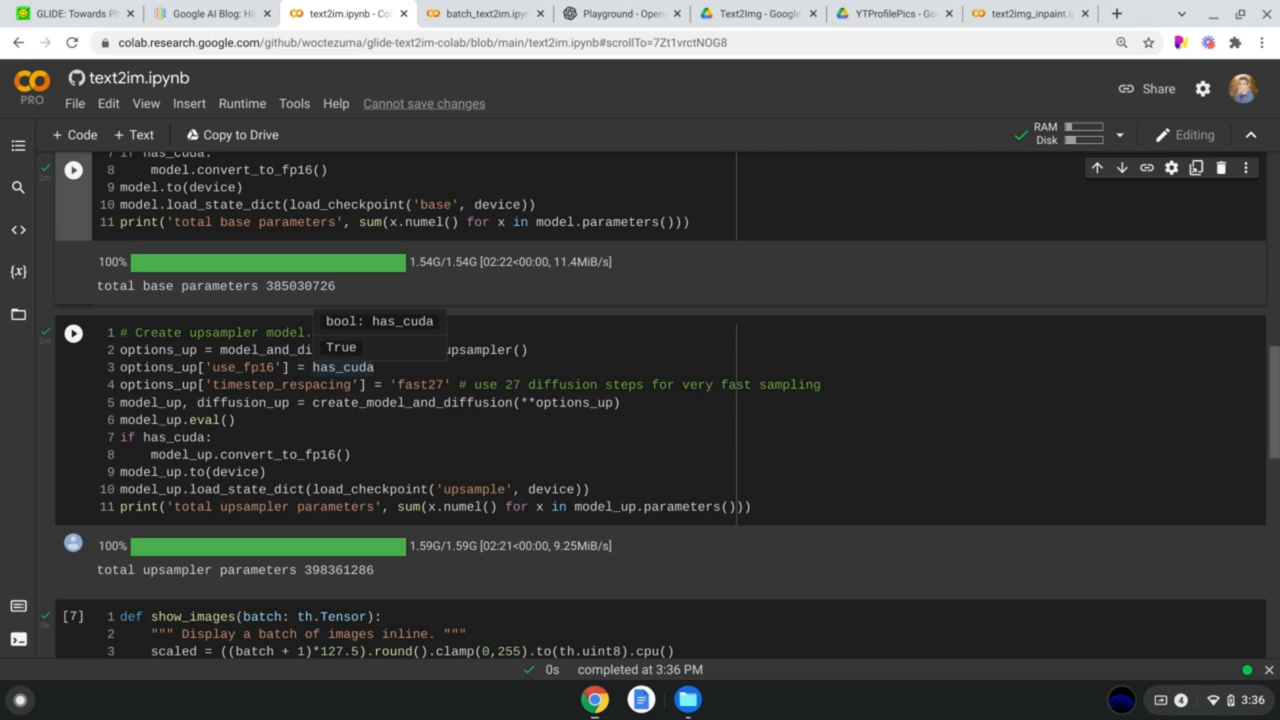 GLIDE: Towards P
Google AI Blog: Hi
text2im.ipynb - Co
batch_text2im.ipy
Playground - Open
Text2Img - Google
YTProfilePics - Go
text2img_inpaint.i
colab.research.google.com/github/woctezuma/glide-text2im-colab/blob/main/text2im.ipynb#scrollTo=7Zt1vrctNOG8
text2im.ipynb
PRO
Share
File Edit View Insert Runtime Tools Help Cannot save changes
+ Code + Text Copy to Drive
RAM
Disk
Editing
7 if has_cuda:
2m
8 model.convert_to_fp16()
9 model.to(device)
10 model.load_state_dict(load_checkpoint('base', device))
11 print('total base parameters', sum(x.numel() for x in model.parameters()))
100% 1.54G/1.54G [02:22<00:00, 11.4MiB/s]
total base parameters 385030726
bool: has_cuda
True
2m
1 # Create upsampler model.
2 options_up = model_and_di upsampler()
3 options_up['use_fp16'] = has_cuda
4 options_up['timestep_respacing'] = 'fast27' # use 27 diffusion steps for very fast sampling
5 model_up, diffusion_up = create_model_and_diffusion(**options_up)
6 model_up.eval()
7 if has_cuda:
8 model_up.convert_to_fp16()
9 model_up.to(device)
10 model_up.load_state_dict(load_checkpoint('upsample', device))
11 print('total upsampler parameters', sum(x.numel() for x in model_up.parameters()))
100% 1.59G/1.59G [02:21<00:00, 9.25MiB/s]
total upsampler parameters 398361286
0s
[7] 1 def show_images(batch: th.Tensor):
2 """ Display a batch of images inline. """
3 scaled = ((batch + 1)*127.5).round().clamp(0,255).to(th.uint8).cpu()
0s completed at 3:36 PM
4 3:36